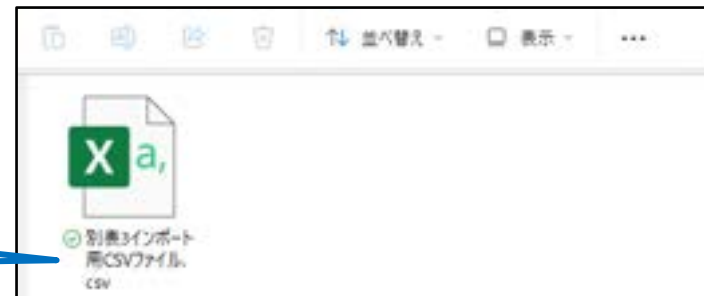 並べ替え
表示
•••
X a,
別表3インポート
用CSVファイル.
csv